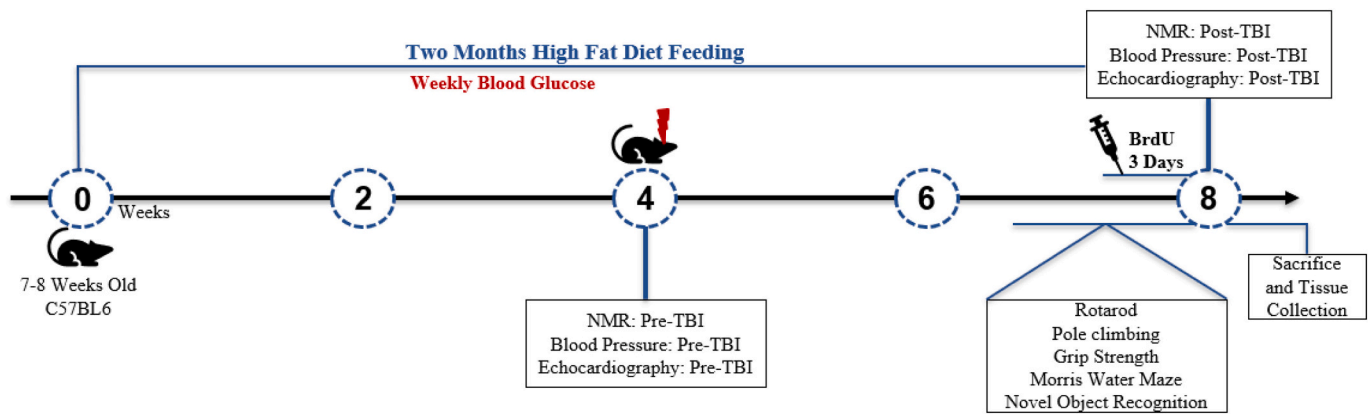 Two Months High Fat Diet Feeding
Weekly Blood Glucose
NMR: Post-TBI
Blood Pressure: Post-TBI
Echocardiography: Post-TBI
BrdU
3 Days
0
Weeks
2
4
6
8
7-8 Weeks Old
C57BL6
NMR: Pre-TBI
Blood Pressure: Pre-TBI
Echocardiography: Pre-TBI
Rotarod
Pole climbing
Grip Strength
Morris Water Maze
Novel Object Recognition
Sacrifice
and Tissue
Collection